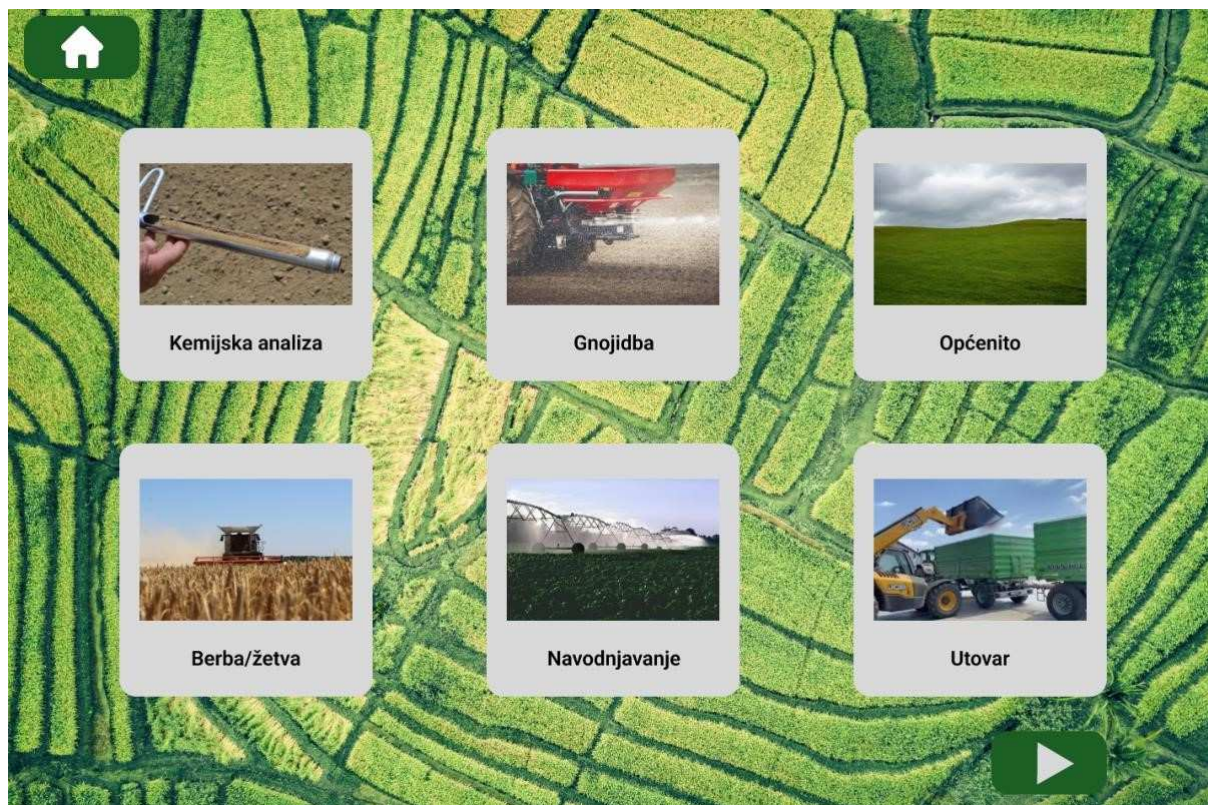 Kemijska analiza
Gnojidba
Općenito
Berba/žetva
Navodnjavanje
Utovar